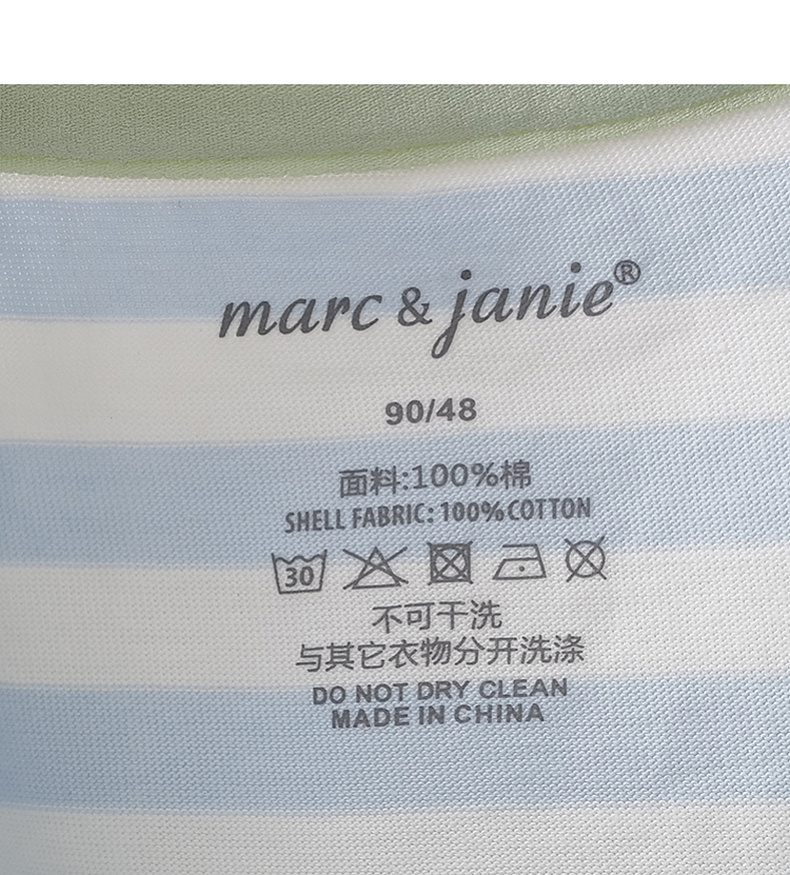 marc & janie®
90/48
面料:100%棉
SHELL FABRIC: 100%COTTON
30
不可干洗
与其它衣物分开洗涤
DO NOT DRY CLEAN
MADE IN CHINA